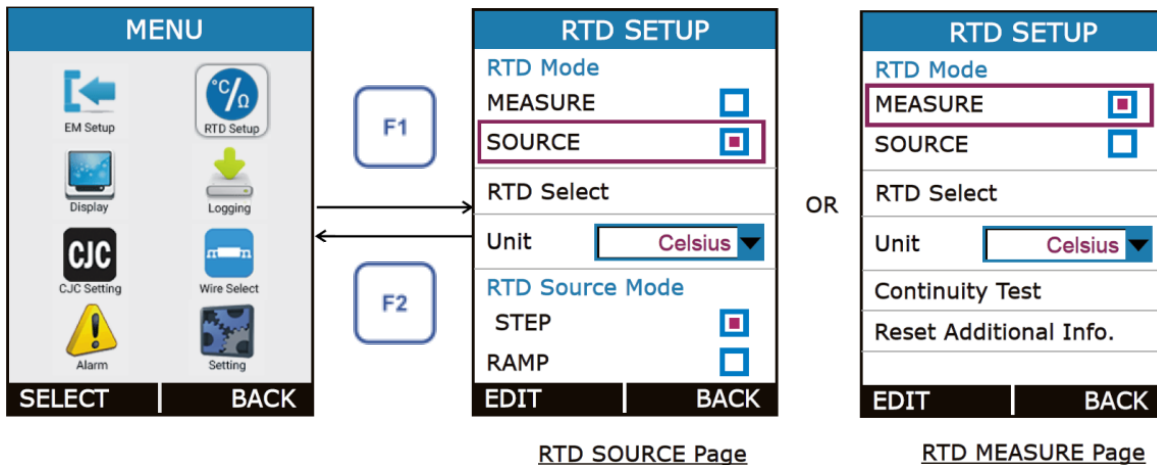 MENU
EM Setup
°C/Ω
RTD Setup
Display
Logging
CJC
CJC Setting
Wire Select
Alarm
Setting
SELECT BACK
F1
F2
RTD SETUP
RTD Mode
MEASURE
SOURCE
RTD Select
Unit Celsius
RTD Source Mode
STEP
RAMP
EDIT BACK
RTD SOURCE Page
OR
RTD SETUP
RTD Mode
MEASURE
SOURCE
RTD Select
Unit Celsius
Continuity Test
Reset Additional Info.
EDIT BACK
RTD MEASURE Page